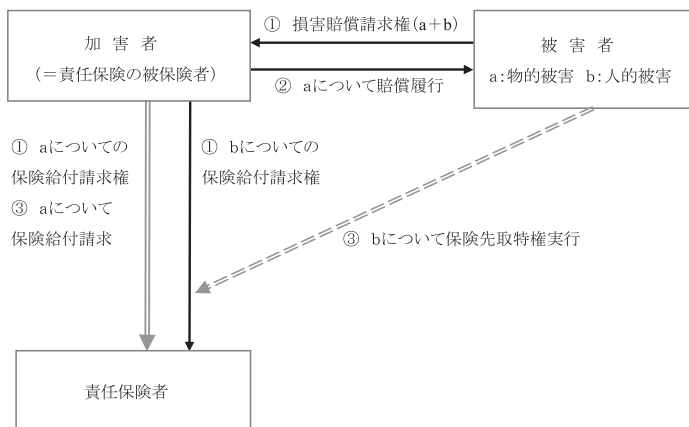 ① 損害賠償請求権(a+b)
加 害 者
(＝責任保険の被保険者)
被 害 者
a:物的被害 b:人的被害
② aについて賠償履行
① aについての
保険給付請求権
③ aについて
保険給付請求
① bについての
保険給付請求権
③ bについて保険先取特権実行
責任保険者